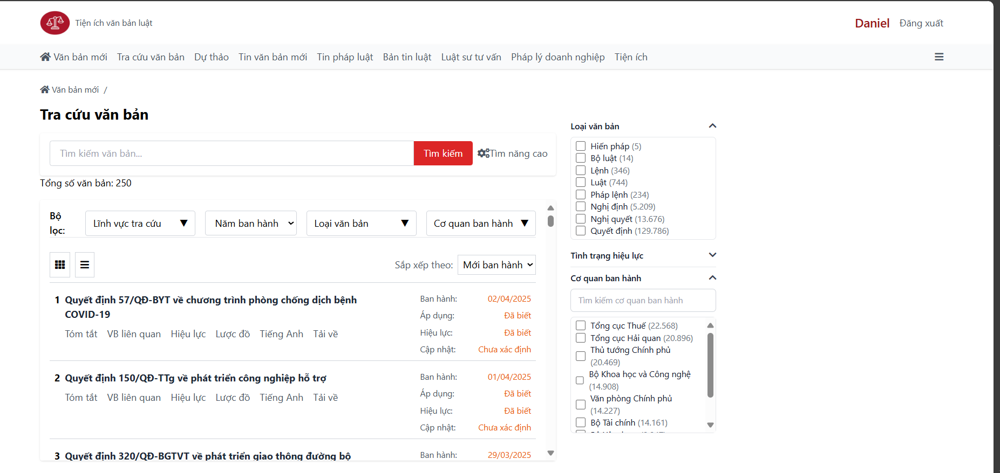 Tiện ích văn bản luật
Daniel Đăng xuất
Văn bản mới Tra cứu văn bản Dự thảo Tin văn bản mới Tin pháp luật Bản tin luật Luật sư tư vấn Pháp lý doanh nghiệp Tiện ích
Văn bản mới /
Tra cứu văn bản
Tìm kiếm văn bản... Tìm kiếm Tìm năng cao
Tổng số văn bản: 250
Bộ lọc:
Lĩnh vực tra cứu
Năm ban hành
Loại văn bản
Cơ quan ban hành
Sắp xếp theo: Mới ban hành
1 Quyết định 57/QĐ-BYT về chương trình phòng chống dịch bệnh
COVID-19
Tóm tắt VB liên quan Hiệu lực Lược đồ Tiếng Anh Tải về
Ban hành: 02/04/2025
Áp dụng: Đã biết
Hiệu lực: Đã biết
Cập nhật: Chưa xác định
2 Quyết định 150/QĐ-TTg về phát triển công nghiệp hỗ trợ
Tóm tắt VB liên quan Hiệu lực Lược đồ Tiếng Anh Tải về
Ban hành: 01/04/2025
Áp dụng: Đã biết
Hiệu lực: Đã biết
Cập nhật: Chưa xác định
3 Quyết định 320/QĐ-BGTVT về phát triển giao thông đường bộ
Ban hành: 29/03/2025
Loại văn bản
Hiến pháp (5)
Bộ luật (14)
Lệnh (346)
Luật (744)
Pháp lệnh (234)
Nghị định (5.209)
Nghị quyết (13.676)
Quyết định (129.786)
Tình trạng hiệu lực
Cơ quan ban hành
Tìm kiếm cơ quan ban hành
Tổng cục Thuế (22.568)
Tổng cục Hải quan (20.896)
Thủ tướng Chính phủ
(20.469)
Bộ Khoa học và Công nghệ
(14.908)
Văn phòng Chính phủ
(14.227)
Bộ Tài chính (14.161)